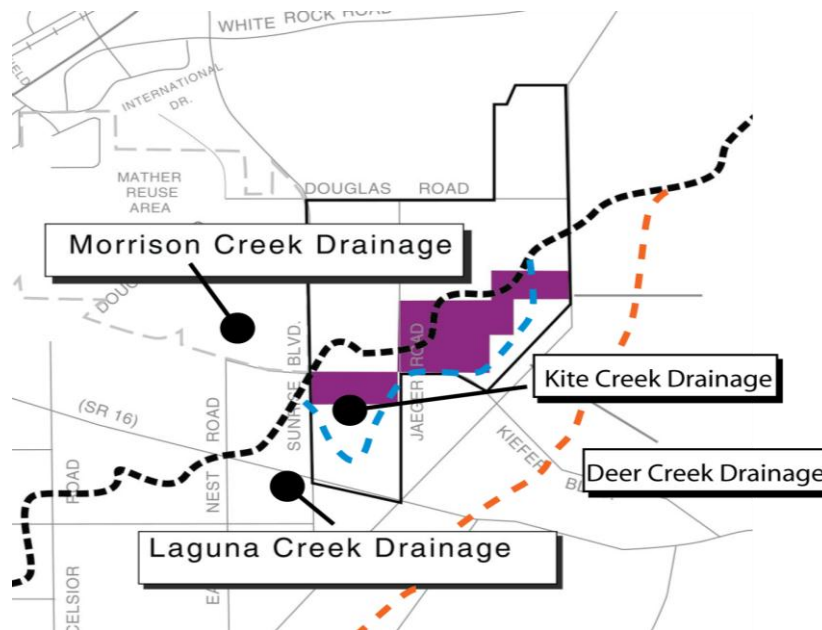 WHITE ROCK ROAD
INTERNATIONAL
DR.
MATHER
REUSE
AREA
DOUGLAS ROAD
Morrison Creek Drainage
SUNRISE BLVD.
JAEGER ROAD
Kite Creek Drainage
(SR 16)
KIEFER
Deer Creek Drainage
ROAD
NEST ROAD
Laguna Creek Drainage